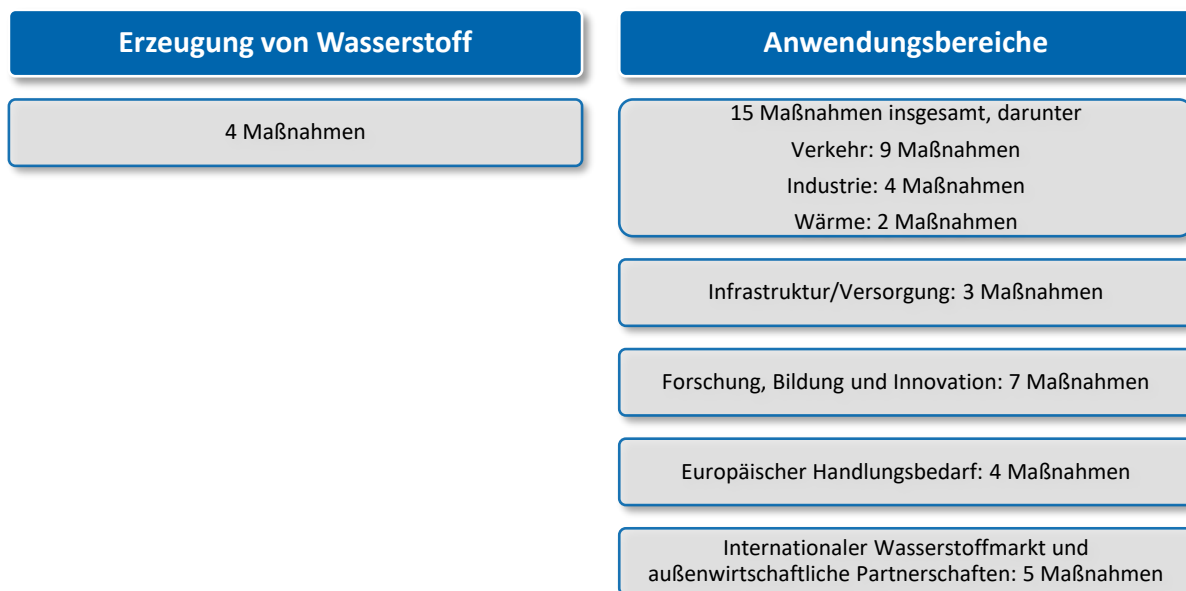 Erzeugung von Wasserstoff
4 Maßnahmen
Anwendungsbereiche
15 Maßnahmen insgesamt, darunter
Verkehr: 9 Maßnahmen
Industrie: 4 Maßnahmen
Wärme: 2 Maßnahmen
Infrastruktur/Versorgung: 3 Maßnahmen
Forschung, Bildung und Innovation: 7 Maßnahmen
Europäischer Handlungsbedarf: 4 Maßnahmen
Internationaler Wasserstoffmarkt und
außenwirtschaftliche Partnerschaften: 5 Maßnahmen